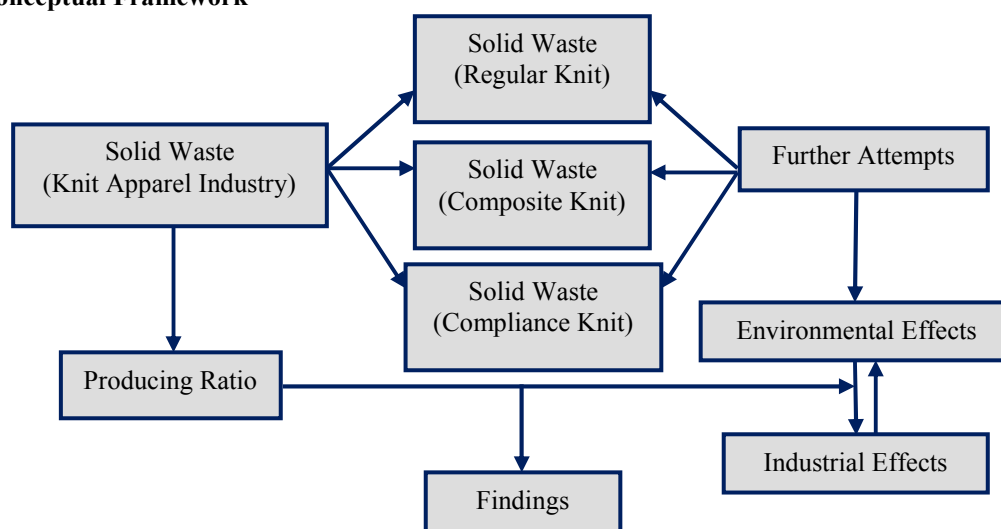 Conceptual Framework
Solid Waste
(Regular Knit)
Solid Waste
(Knit Apparel Industry)
Solid Waste
(Composite Knit)
Further Attempts
Solid Waste
(Compliance Knit)
Environmental Effects
Producing Ratio
Industrial Effects
Findings